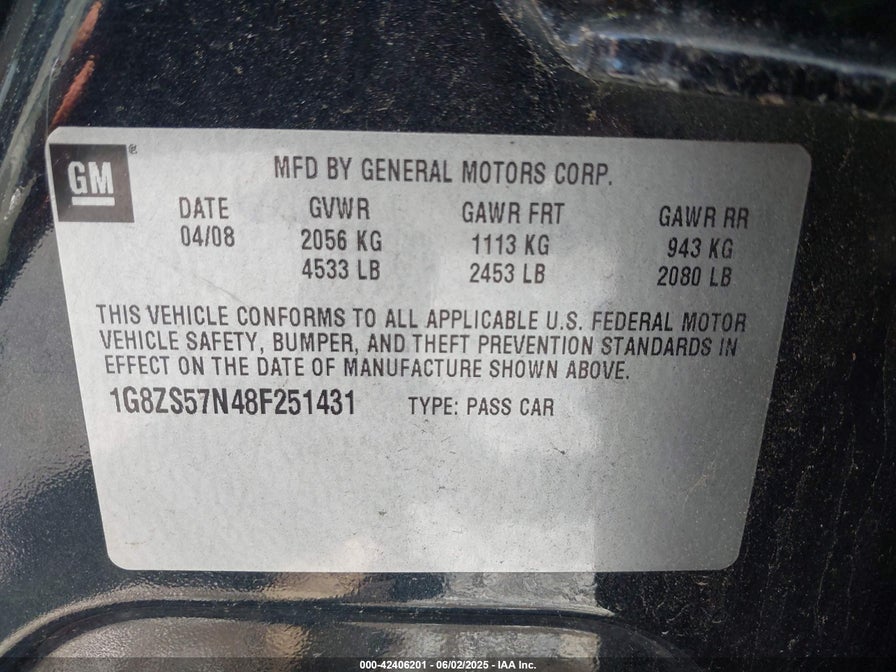 GM
MFD BY GENERAL MOTORS CORP.
DATE GVWR GAWR FRT GAWR RR
04/08 2056 KG 1113 KG 943 KG
4533 LB 2453 LB 2080 LB
THIS VEHICLE CONFORMS TO ALL APPLICABLE U.S. FEDERAL MOTOR
VEHICLE SAFETY, BUMPER, AND THEFT PREVENTION STANDARDS IN
EFFECT ON THE DATE OF MANUFACTURE SHOWN ABOVE.
1G8ZS57N48F251431 TYPE: PASS CAR
000-42406201 - 06/02/2025 - IAA Inc.